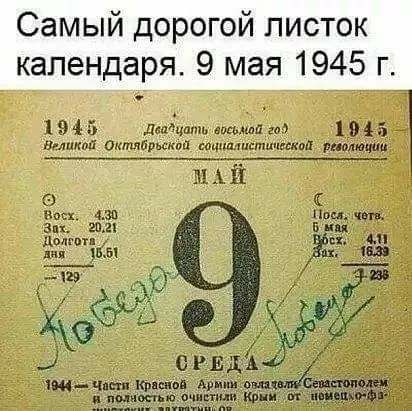 Самый дорогой листок
календаря. 9 мая 1945 г.
1945 Двадцать восьмой год 1945
Великой Октябрьской социалистической революции
МАЙ
Восх. 4.30
Зах. 20.21
Долгота
дня 15.51
Посл. четв.
5 мая
Восх. 4.11
Зах. 16.33
129
9
236
Победа
Победа
СРЕДА
1944 — Части Красной Армии овладели Севастополем
и полностью очистили Крым от немецко-фа-